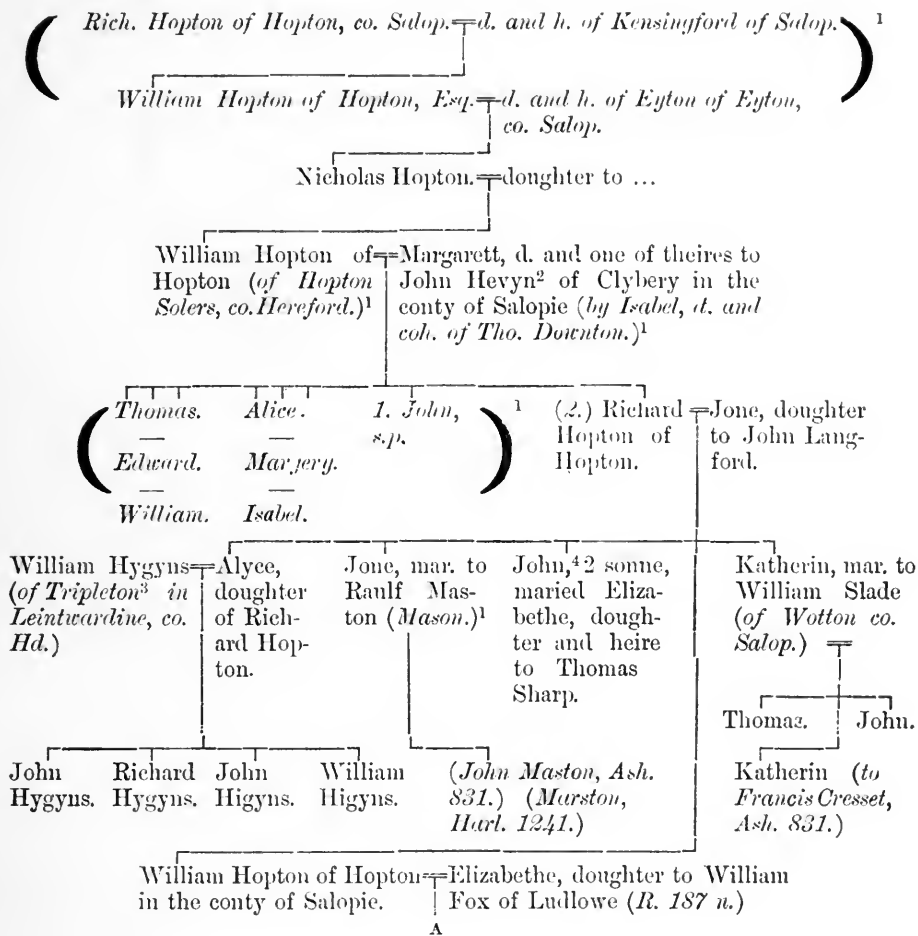 Rich. Hopton of Hopton, co. Salop. d. and h. of Kensingford of Salop. 1
William Hopton of Hopton, Esq. d. and h. of Eyton of Eyton,
co. Salop.
Nicholas Hopton. doughter to ...
William Hopton of
Hopton (of Hopton
Solers, co. Hereford.)1
Margarett, d. and one of theires to
John Hevyn2 of Clybery in the
conty of Salopie (by Isabel, d. and
coh. of Tho. Downton.)1
(Thomas.
—
Edward.
—
William.
Alice.
—
Margery.
—
Isabel.
1. John,
s.p.
)1
(2.) Richard
Hopton of
Hopton.
Jone, doughter
to John Lang-
ford.
William Hygyns
(of Tripleton3 in
Leintwardine, co.
Hd.)
Alyce,
doughter
of Rich-
ard Hop-
ton.
Jone, mar. to
Raulf Mas-
ton (Mason.)1
John,4 2 sonne,
maried Eliza-
bethe, dough-
ter and heire
to Thomas
Sharp.
Katherin, mar. to
William Slade
(of Wotton co.
Salop.)
Thomas. John.
John
Hygyns.
Richard
Hygyns.
John
Higyns.
William
Higyns.
(John Maston, Ash.
831.) (Marston,
Harl. 1241.)
Katherin (to
Francis Cresset,
Ash. 831.)
William Hopton of Hopton
in the conty of Salopie.
Elizabethe, doughter to William
Fox of Ludlowe (R. 187 n.)
A